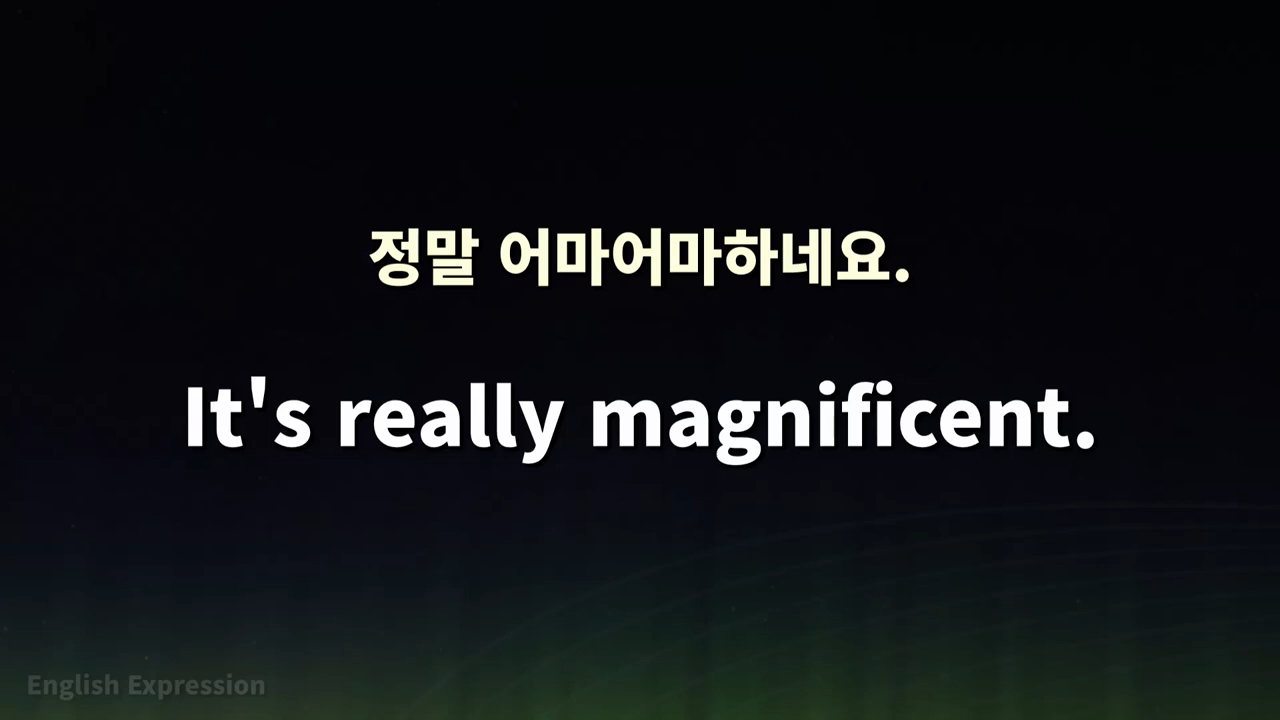 정말 어마어마하네요.
It's really magnificent.
English Expression